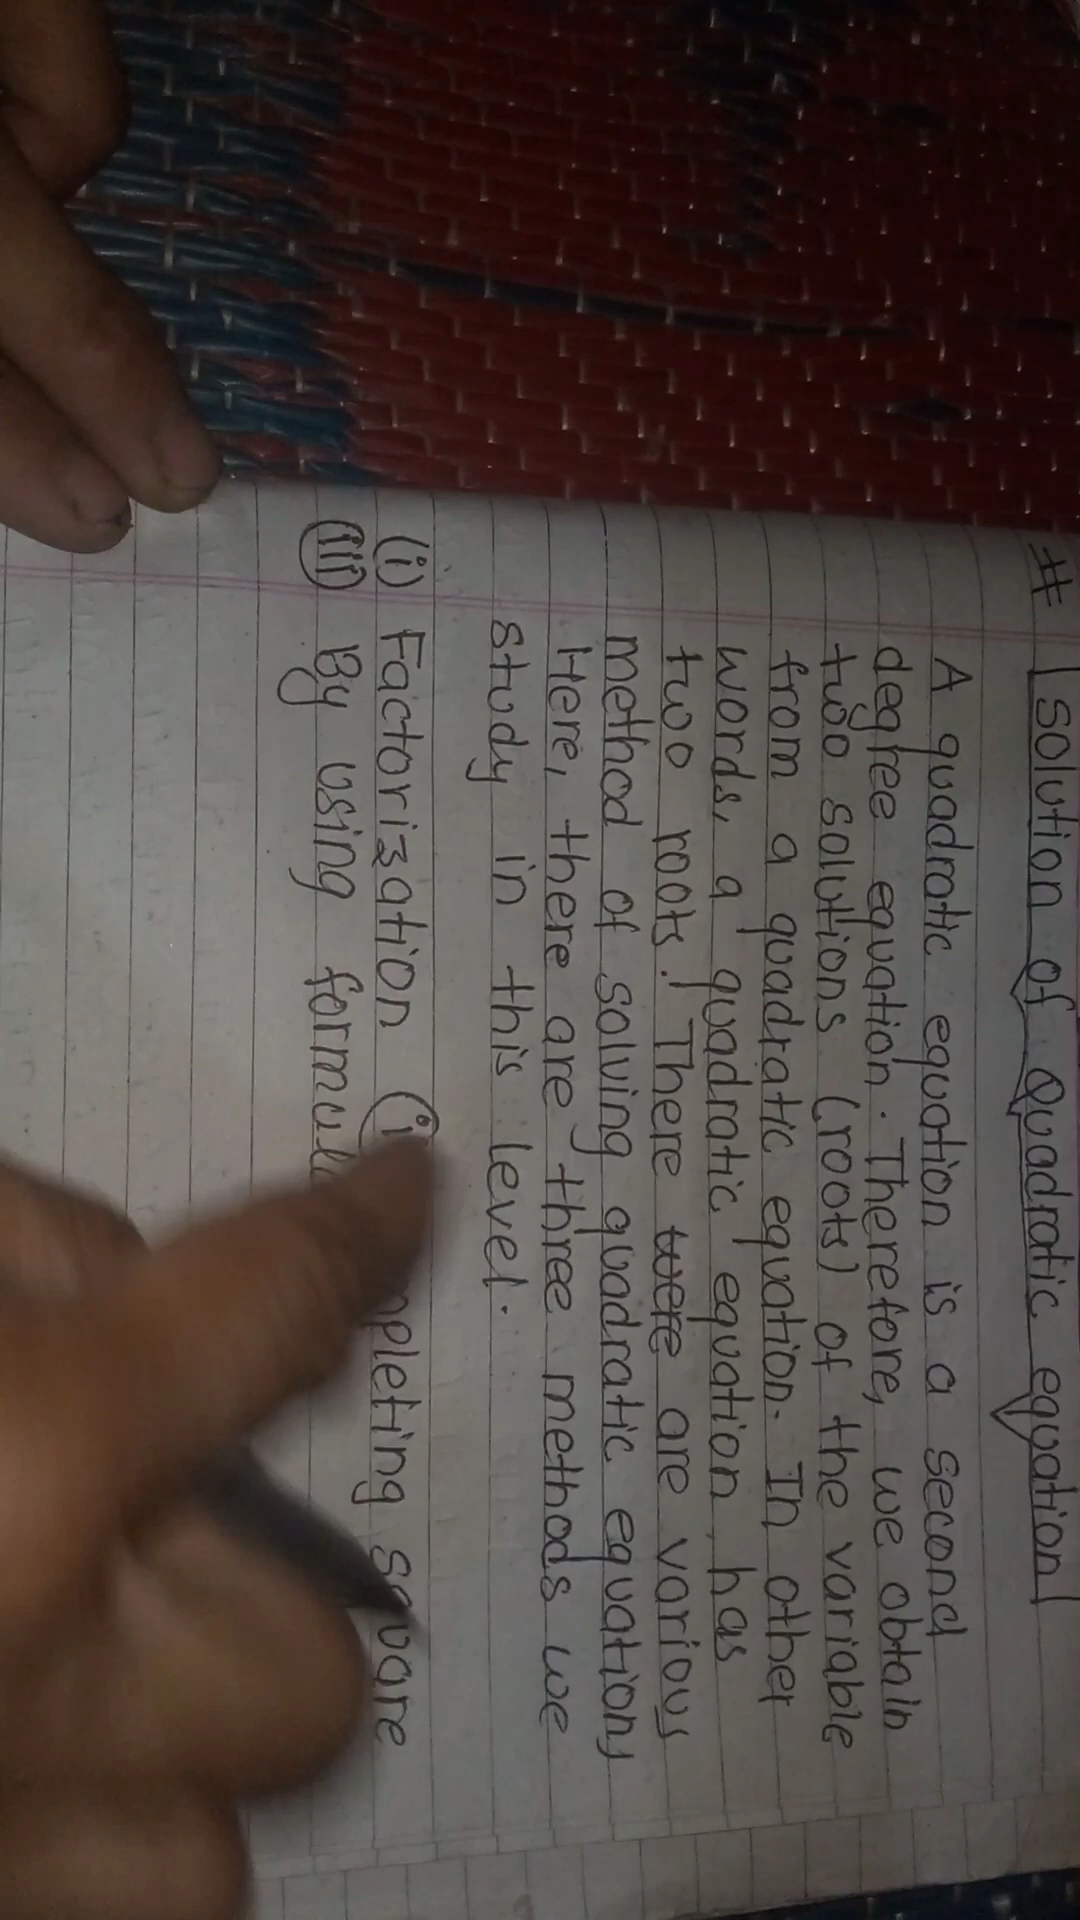 # Solution of Quadratic equation
A quadratic equation is a second
degree equation. Therefore, we obtain
two solutions (roots) of the variable
from a quadratic equation. In other
words, a quadratic equation has
two roots. There were are various
method of solving quadratic equations
Here, there are three methods we
study in this level.
(i) Factorization square
(iii) By using